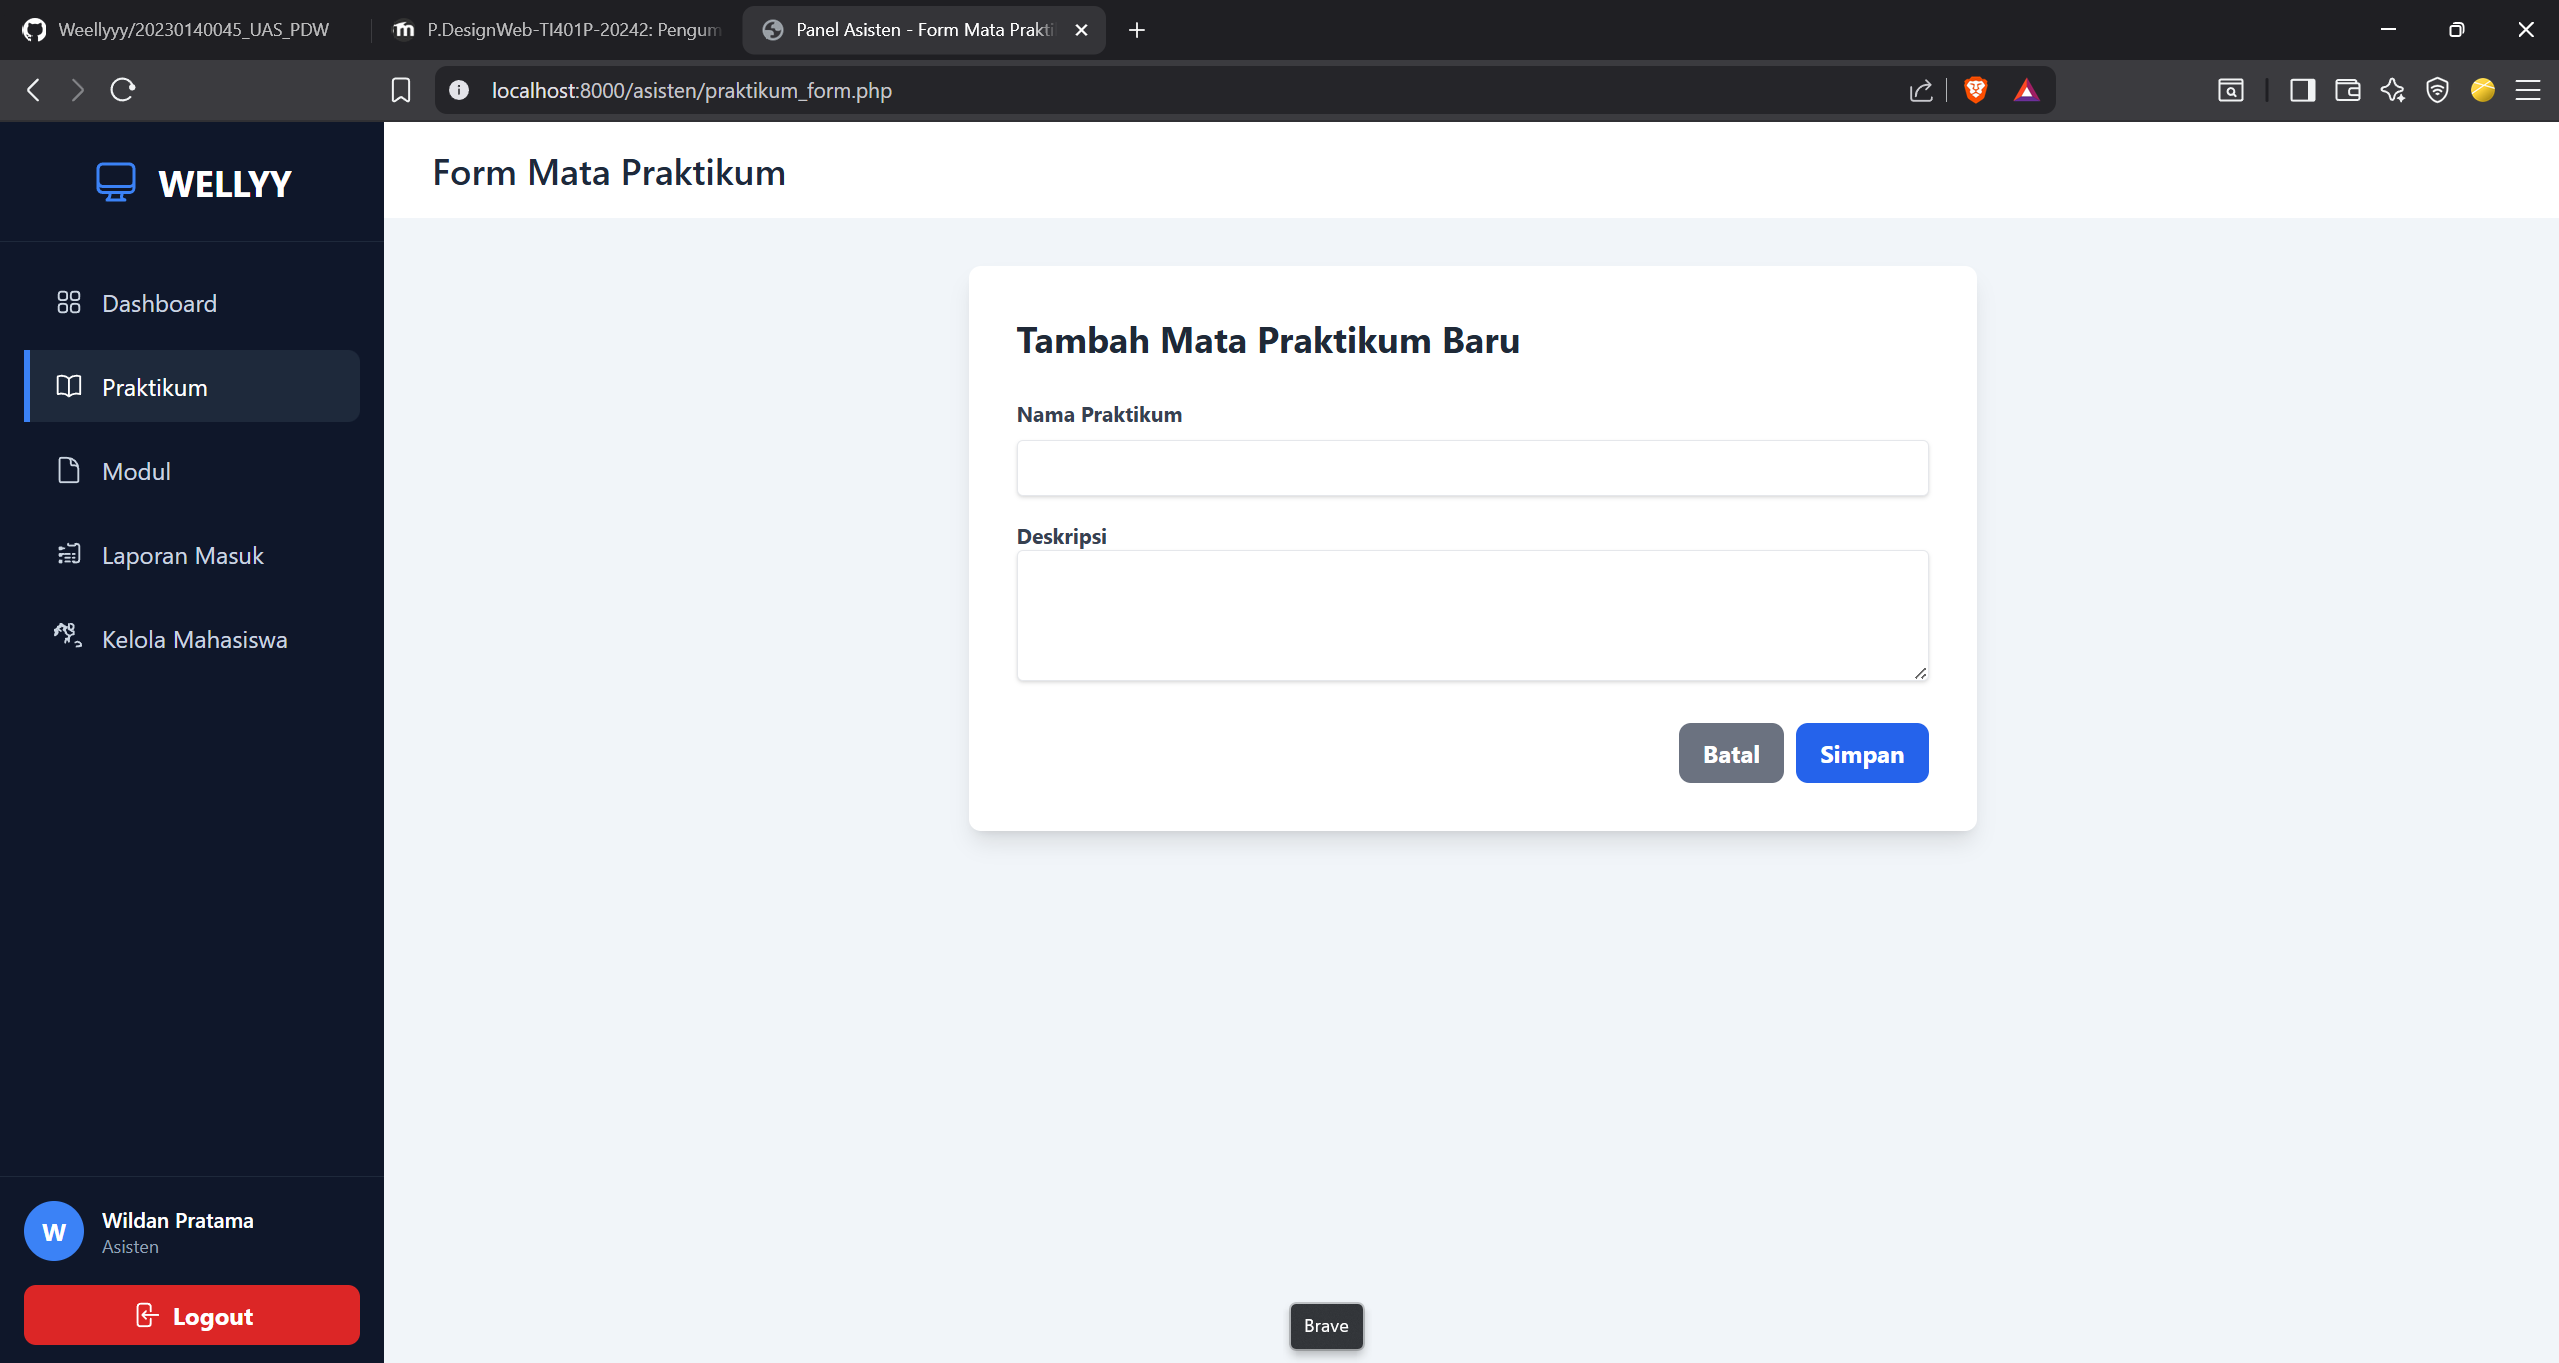 Weellyyy/20230140045_UAS_PDW
P.DesignWeb-TI401P-20242: Pengum
Panel Asisten - Form Mata Prakti
localhost:8000/asisten/praktikum_form.php
WELLYY
Form Mata Praktikum
Dashboard
Praktikum
Modul
Laporan Masuk
Kelola Mahasiswa
Tambah Mata Praktikum Baru
Nama Praktikum
Deskripsi
Batal
Simpan
W
Wildan Pratama
Asisten
Logout
Brave